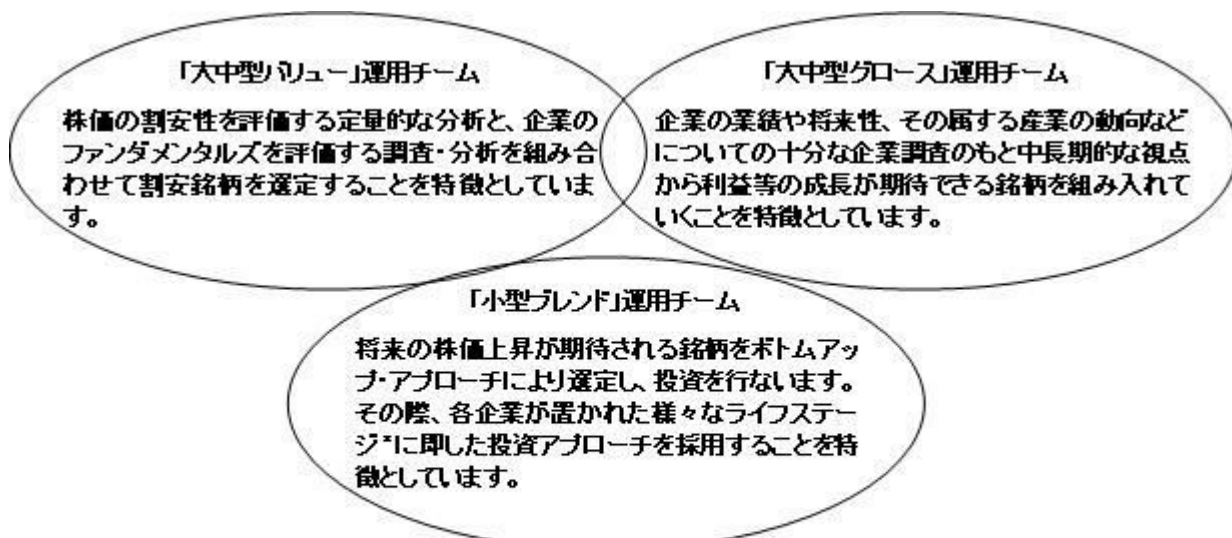 「大中型バリュー」運用チーム
株価の割安性を評価する定量的な分析と、企業の
ファンダメンタルズを評価する調査・分析を組み合
わせて割安銘柄を選定することを特徴としていま
す。
「大中型グロース」運用チーム
企業の業績や将来性、その属する産業の動向など
についての十分な企業調査のもと中長期的な視点
から利益等の成長が期待できる銘柄を組み入れて
いくことを特徴としています。
「小型ブレンド」運用チーム
将来の株価上昇が期待される銘柄をボトムアッ
プ・アプローチにより選定し、投資を行ないます。
その際、各企業が置かれた様々なライフステー
ジ*に即した投資アプローチを採用することを特
徴としています。